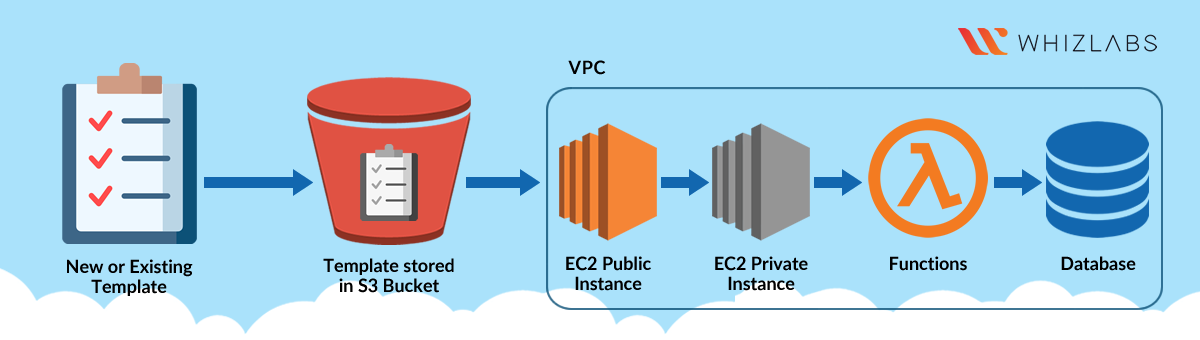 WHIZLABS
VPC
New or Existing
Template
Template stored
in S3 Bucket
EC2 Public
Instance
EC2 Private
Instance
Functions
Database